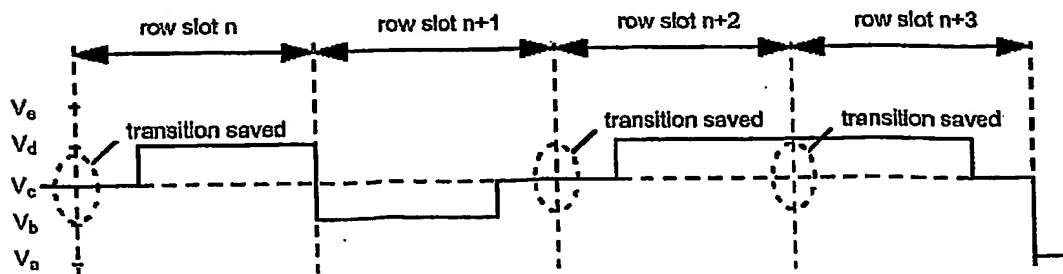 row slot n
row slot n+1
row slot n+2
row slot n+3
Ve
transition saved
transition saved
transition saved
Vd
Vc
Vb
Va